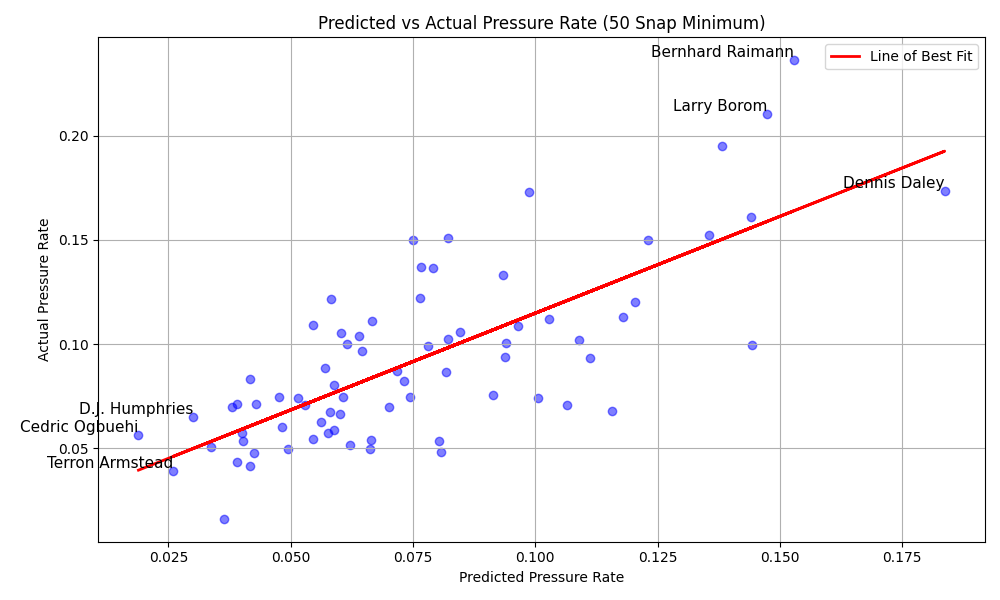 Predicted vs Actual Pressure Rate (50 Snap Minimum)
Bernhard Raimann
Line of Best Fit
Larry Borom
0.20
Dennis Daley
0.15
Actual Pressure Rate
0.10
D.J. Humphries
Cedric Ogbuehi
0.05
Terron Armstead
0.025 0.050 0.075 0.100 0.125 0.150 0.175
Predicted Pressure Rate